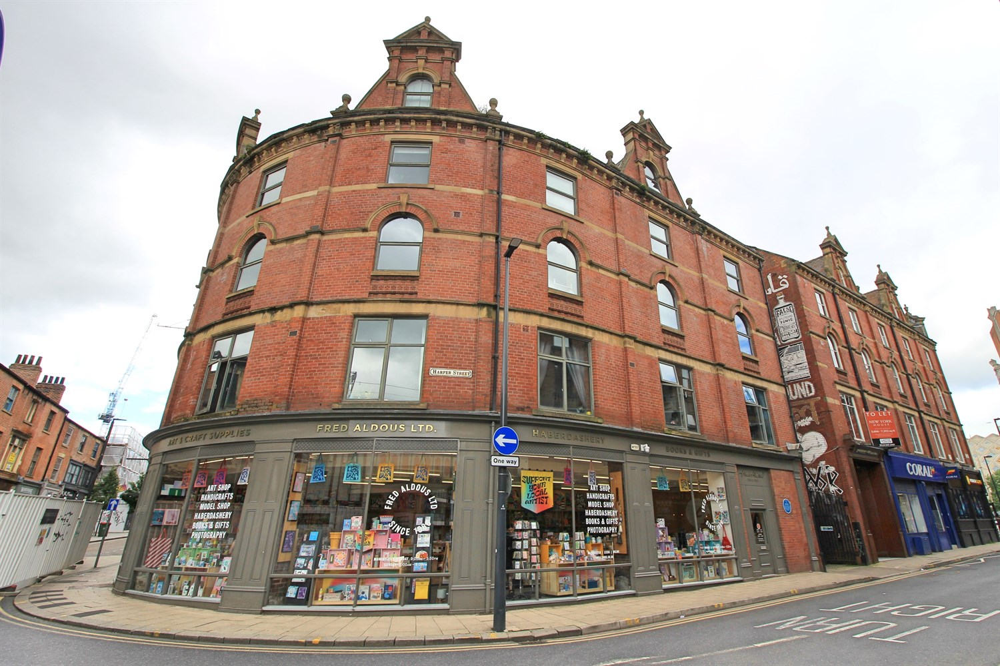 ART & CRAFT SUPPLIES
FRED ALDOUS LTD.
HABERDASHERY
BOOKS & GIFTS
HARPER STREET
One way
ART SHOP
HANDICRAFTS
MODEL SHOP
HABERDASHERY
BOOKS & GIFTS
PHOTOGRAPHY
FRED ALDOUS LTD
SINCE 1886
SUPPORT
YOUR
LOCAL
ARTIST
ART SHOP
HANDICRAFTS
MODEL SHOP
HABERDASHERY
BOOKS & GIFTS
PHOTOGRAPHY
FRED ALDOUS LTD
SINCE
FALSE
TONIC
UND
TO LET
NEW YORK
HOUSE
CORAL
CORAL
TURN
RIGHT